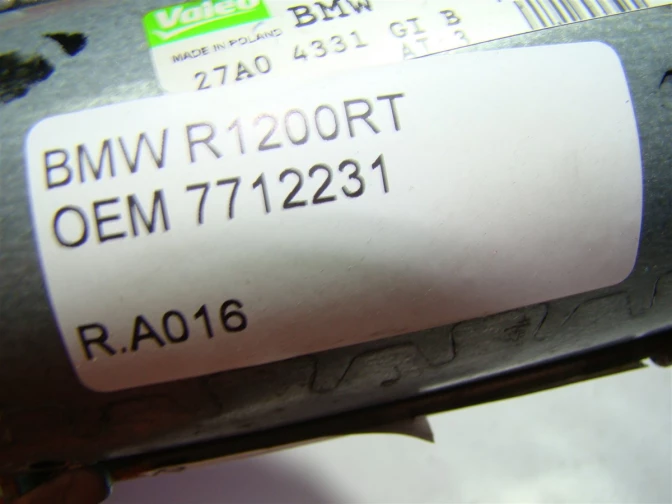 Valeo
BMW
MADE IN POLAND
27A0 4331 GI B
BMW R1200RT
OEM 7712231
R.A016